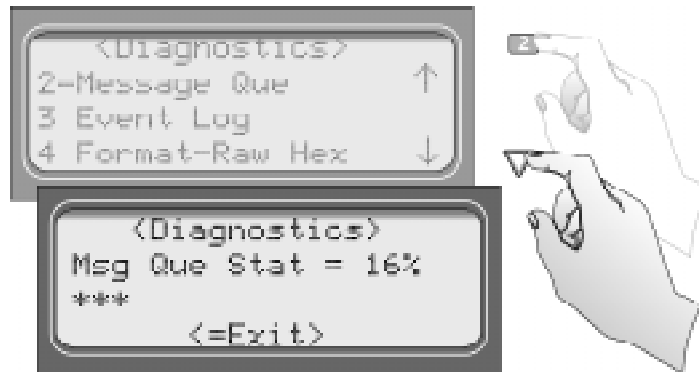 <Diagnostics>
2-Message Que ↑
3 Event Log
4 Format-Raw Hex ↓
2
<Diagnostics>
Msg Que Stat = 16%
***
<=Exit>